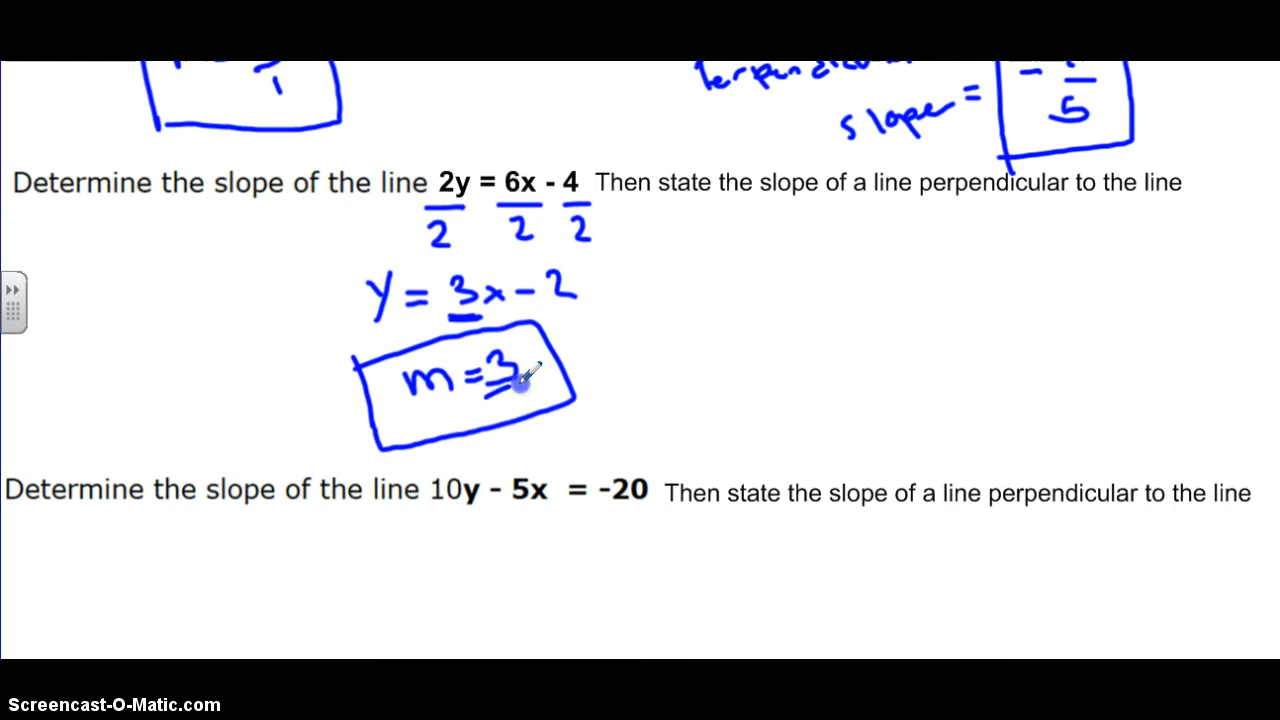 slope =
5
Determine the slope of the line 2y = 6x - 4 Then state the slope of a line perpendicular to the line
2 2 2
y = 3x - 2
m = 3
Determine the slope of the line 10y - 5x = -20 Then state the slope of a line perpendicular to the line
Screencast-O-Matic.com